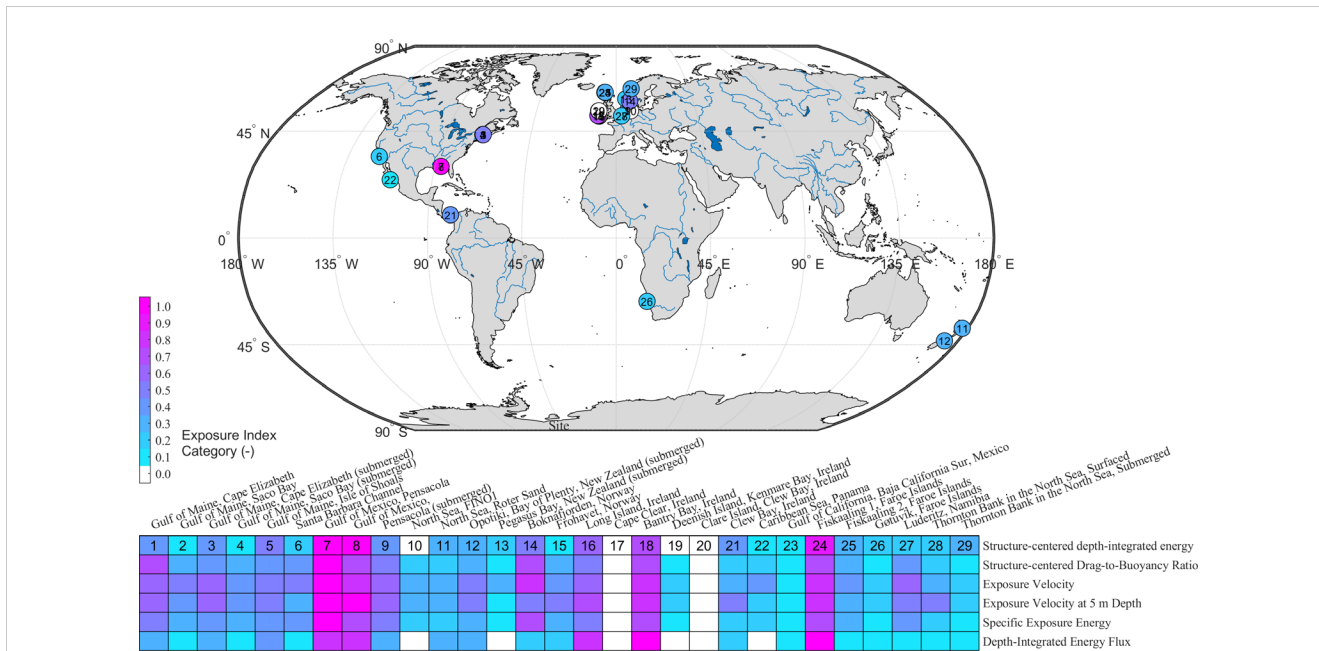 90° N
45° N
0°
180° W 135° W 90° W 45° W 0 45° E 90° E 135° E 180° E
45° S
90° S
29
14
6
22
21
26
11
12
1.0
0.9
0.8
0.7
0.6
0.5
0.4
0.3
0.2
0.1
0.0
Exposure Index
Category (-)
Site
Gulf of Maine, Cape Elizabeth
Gulf of Maine, Saco Bay
Gulf of Maine, Cape Elizabeth (submerged)
Gulf of Maine, Saco Bay (submerged)
Gulf of Maine, Isle of Shoals
Santa Barbara Channel
Gulf of Mexico, Pensacola
Gulf of Mexico,
Pensacola (submerged)
North Sea, FINO1
North Sea, Roter Sand
Opotiki, Bay of Plenty, New Zealand (submerged)
Pegasus Bay, New Zealand (submerged)
Boknafjorden, Norway
Frohavet, Norway
Long Island, Ireland
Cape Clear, Ireland
Bantry Bay, Ireland
Deenish Island, Kenmare Bay, Ireland
Clare Island, Clew Bay, Ireland
Clew Bay, Ireland
Caribbean Sea, Panama
Gulf of California, Baja California Sur, Mexico
Fiskaaling 1, Faroe Islands
Faroe Islands
Faroe Islands
Luderitz, Namibia
Thornton Bank in the North Sea, Surfaced
Thornton Bank in the North Sea, Submerged
1 2 3 4 5 6 7 8 9 10 11 12 13 14 15 16 17 18 19 20 21 22 23 24 25 26 27 28 29
Structure-centered depth-integrated energy
Structure-centered Drag-to-Buoyancy Ratio
Exposure Velocity
Exposure Velocity at 5 m Depth
Specific Exposure Energy
Depth-Integrated Energy Flux